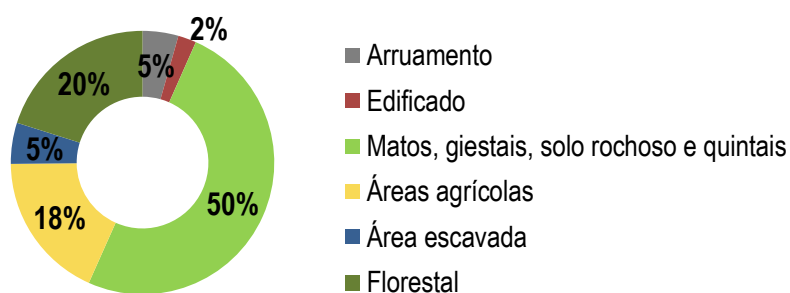 2%
5%
20%
5%
18%
50%
Arruamento
Edificado
Matos, giestais, solo rochoso e quintais
Áreas agrícolas
Área escavada
Florestal